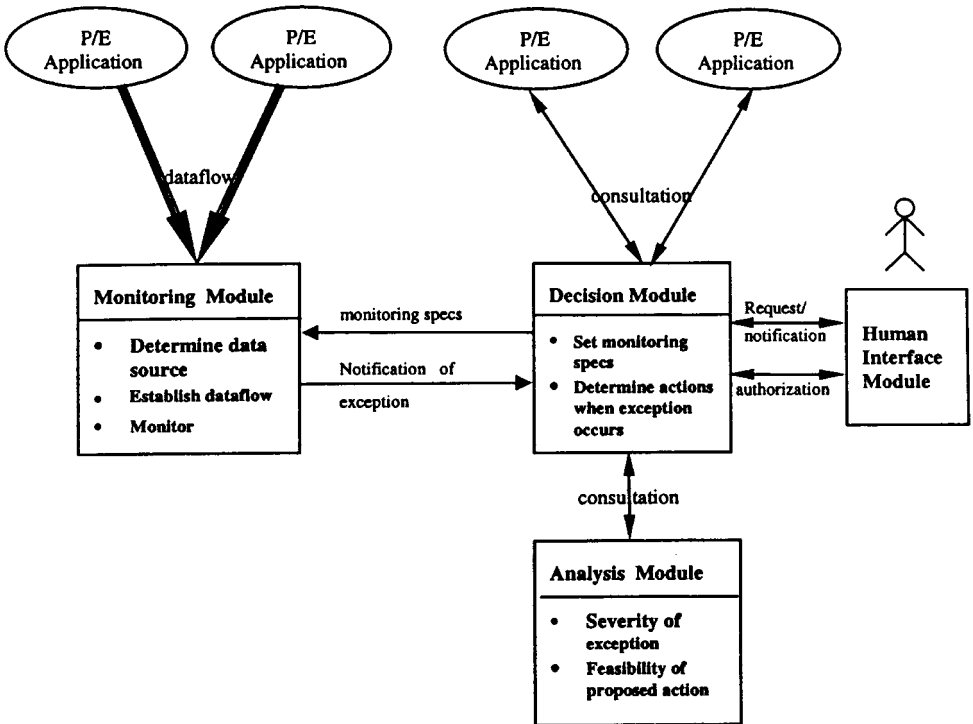 P/E
Application
P/E
Application
P/E
Application
P/E
Application
dataflow
consultation
Monitoring Module
• Determine data
source
• Establish dataflow
• Monitor
monitoring specs
Notification of
exception
Decision Module
• Set monitoring
specs
• Determine actions
when exception
occurs
Request/
notification
authorization
Human
Interface
Module
consultation
Analysis Module
• Severity of
exception
• Feasibility of
proposed action